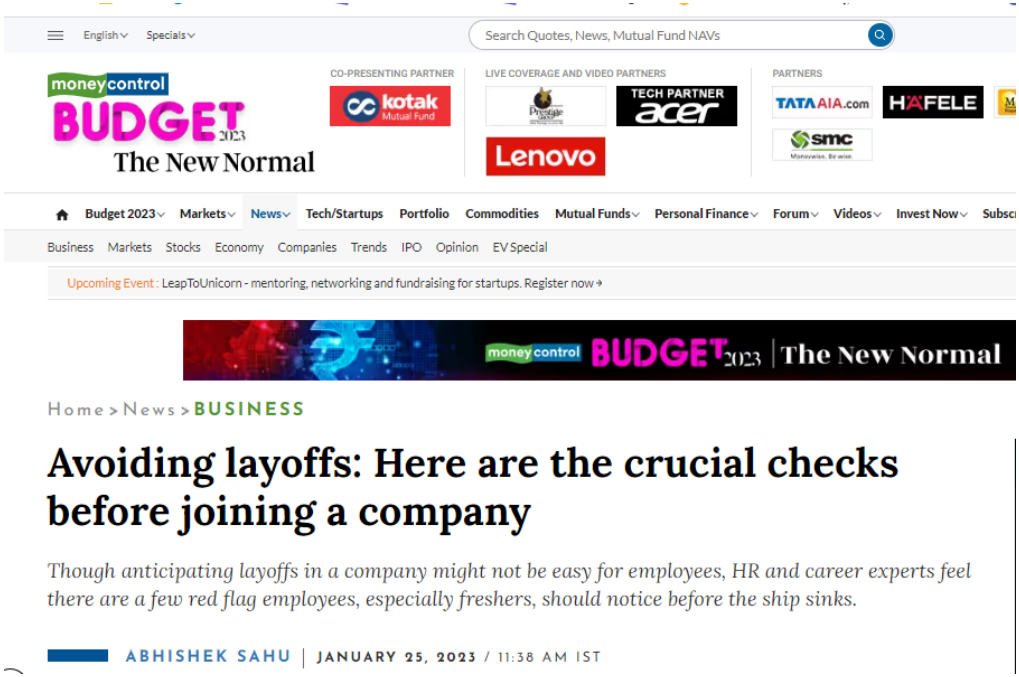 English Specials
Search Quotes, News, Mutual Fund NAVs
moneycontrol
BUDGET
2023
The New Normal
CO-PRESENTING PARTNER
kotak
Mutual Fund
LIVE COVERAGE AND VIDEO PARTNERS
Prestige
TECH PARTNER
acer
Lenovo
PARTNERS
TATA AIA.com HÄFELE
smc
Moneywise. Be wise.
Budget 2023 Markets News Tech/Startups Portfolio Commodities Mutual Funds Personal Finance Forum Videos Invest Now Subscr
Business Markets Stocks Economy Companies Trends IPO Opinion EV Special
Upcoming Event : LeapToUnicorn - mentoring, networking and fundraising for startups. Register now
moneycontrol BUDGET 2023 | The New Normal
Home > News > BUSINESS
Avoiding layoffs: Here are the crucial checks
before joining a company
Though anticipating layoffs in a company might not be easy for employees, HR and career experts feel
there are a few red flag employees, especially freshers, should notice before the ship sinks.
ABHISHEK SAHU | JANUARY 25, 2023 / 11:38 AM IST